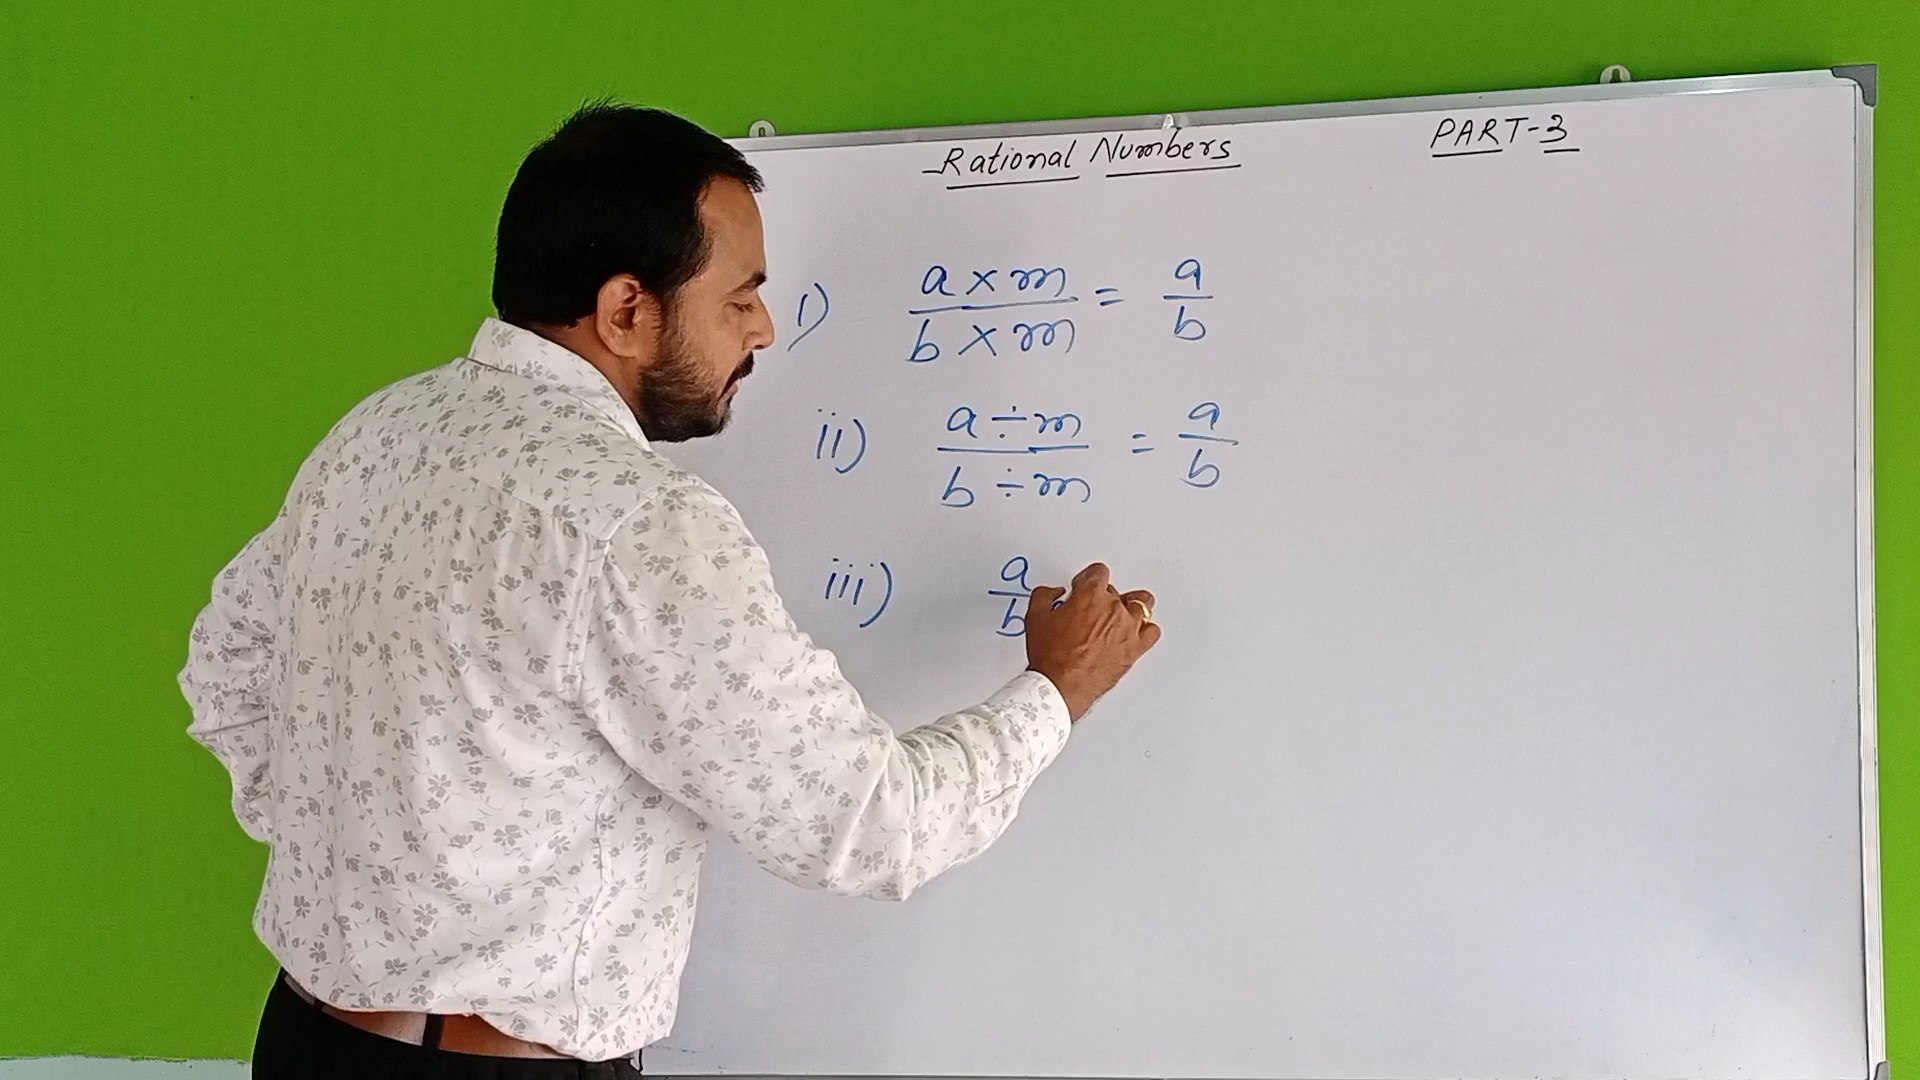 Rational Numbers PART-3
i) a × m / b × m = a / b
ii) a ÷ m / b ÷ m = a / b
iii) a / b